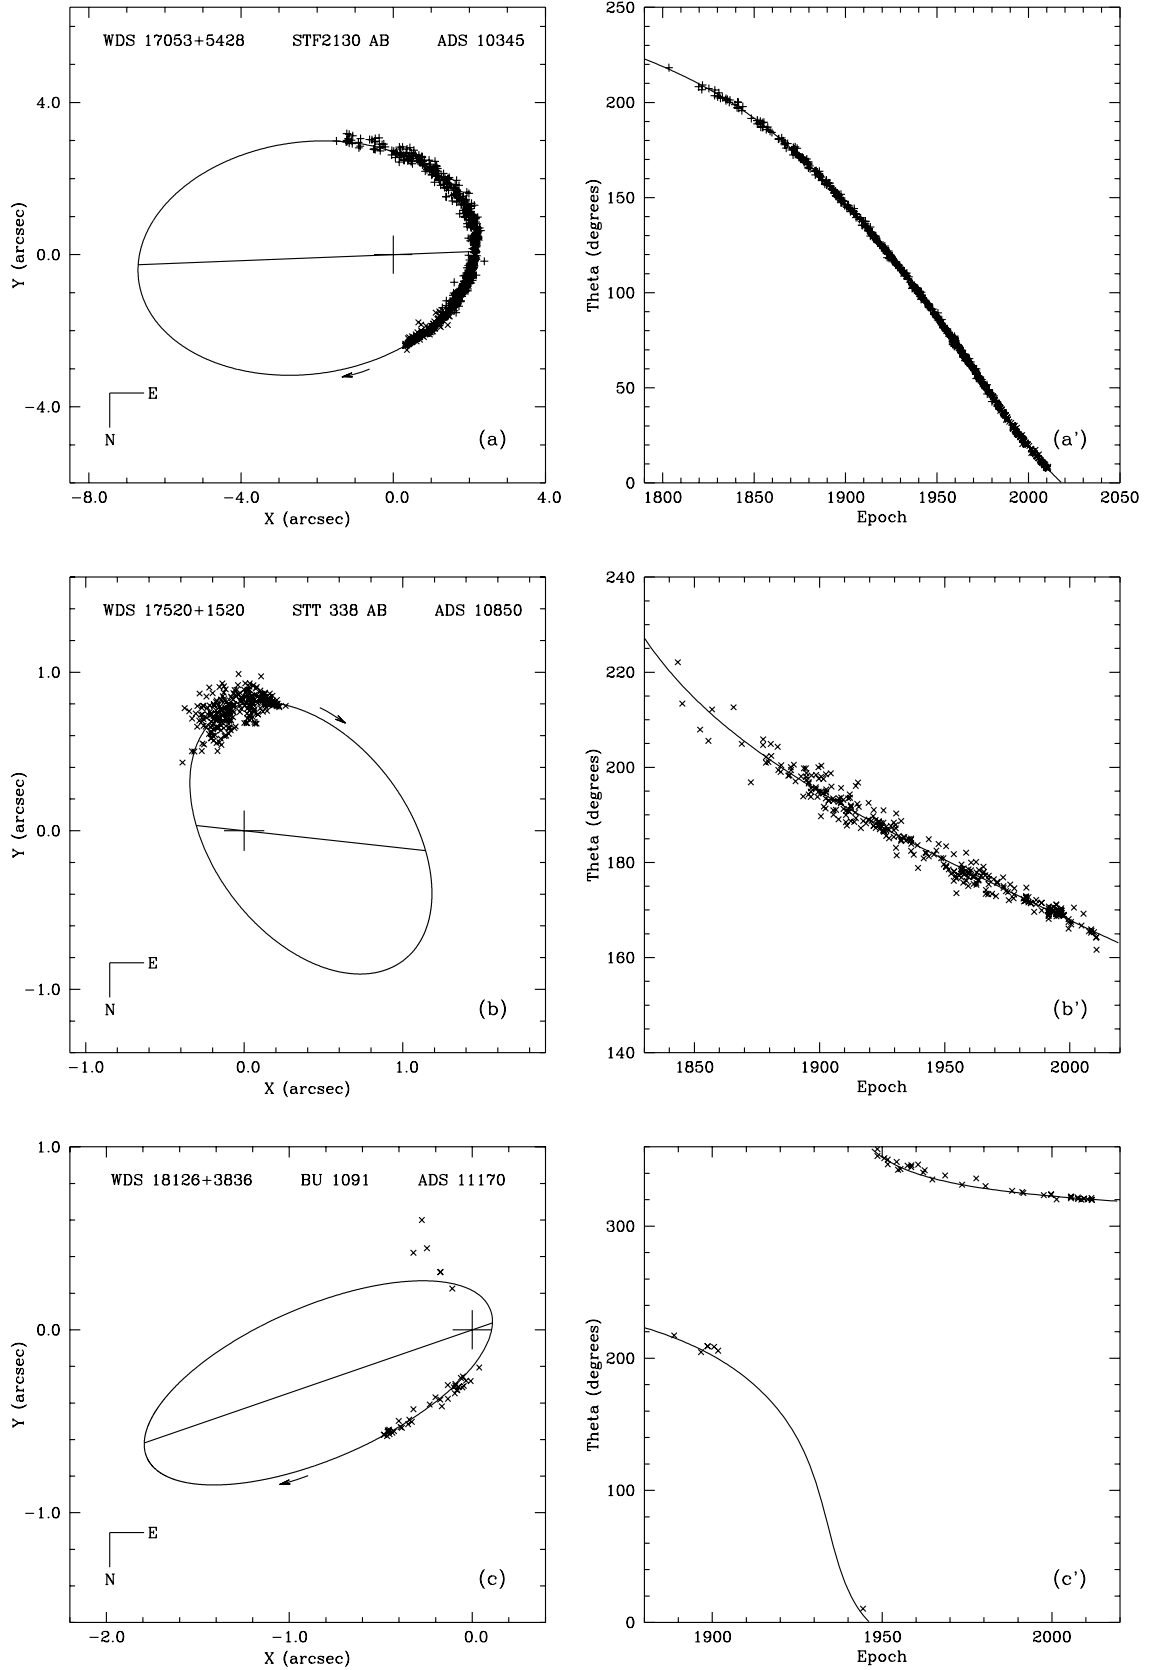 WDS 17053+5428 STF2130 AB ADS 10345
4.0
0.0
−4.0
Y (arcsec)
E
N
(a)
−8.0 −4.0 0.0 4.0
X (arcsec)
250
200
150
100
50
0
Theta (degrees)
(a')
1800 1850 1900 1950 2000 2050
Epoch
WDS 17520+1520 STT 338 AB ADS 10850
1.0
0.0
−1.0
Y (arcsec)
E
N
(b)
−1.0 0.0 1.0
X (arcsec)
240
220
200
180
160
140
Theta (degrees)
(b')
1850 1900 1950 2000
Epoch
1.0
WDS 18126+3836 BU 1091 ADS 11170
0.0
−1.0
Y (arcsec)
E
N
(c)
−2.0 −1.0 0.0
X (arcsec)
300
200
100
0
Theta (degrees)
(c')
1900 1950 2000
Epoch